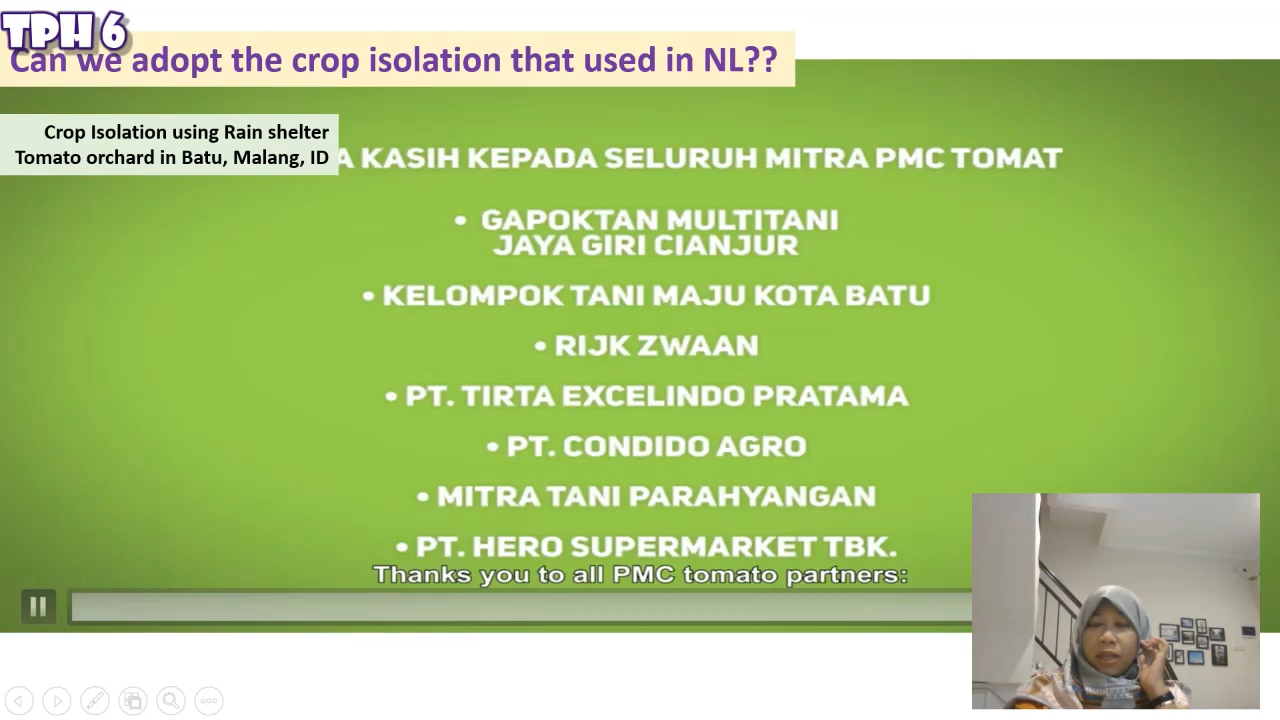 TPH 6
Can we adopt the crop isolation that used in NL??
Crop Isolation using Rain shelter
Tomato orchard in Batu, Malang, ID
A KASIH KEPADA SELURUH MITRA PMC TOMAT
• GAPOKTAN MULTITANI
JAYA GIRI CIANJUR
• KELOMPOK TANI MAJU KOTA BATU
• RIJK ZWAAN
• PT. TIRTA EXCELINDO PRATAMA
• PT. CONDIDO AGRO
• MITRA TANI PARAHYANGAN
• PT. HERO SUPERMARKET TBK.
Thanks you to all PMC tomato partners: